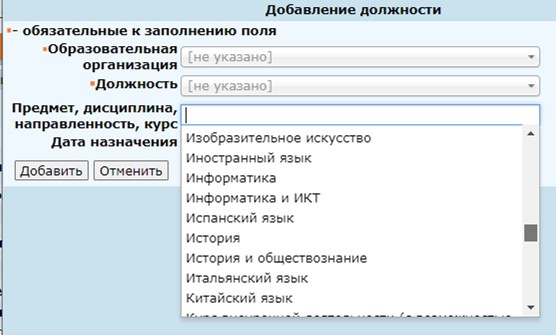 Добавление должности
- обязательные к заполнению поля
Образовательная организация
[не указано]
Должность
[не указано]
Предмет, дисциплина,
направленность, курс
Дата назначения
Добавить Отменить
Изобразительное искусство
Иностранный язык
Информатика
Информатика и ИКТ
Испанский язык
История
История и обществознание
Итальянский язык
Китайский язык